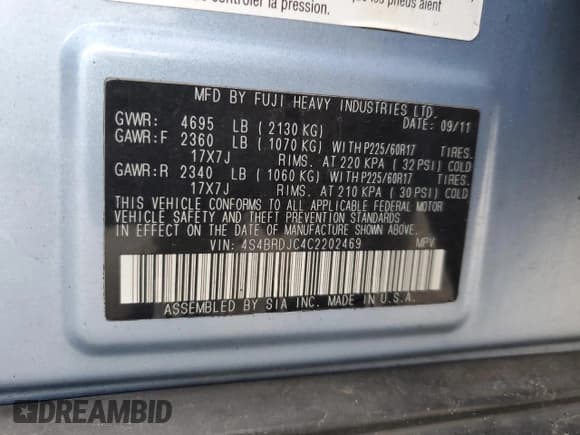 contrôler la pression.
que les pneus aient
MFD BY FUJI HEAVY INDUSTRIES LTD.
GVWR: 4695 LB ( 2130 KG) DATE: 09/11
GAWR:F 2360 LB ( 1070 KG) WITH P225/60R17 TIRES.
17X7J RIMS. AT 220 KPA ( 32 PSI) COLD
GAWR:R 2340 LB ( 1060 KG) WITH P225/60R17 TIRES.
17X7J RIMS. AT 210 KPA ( 30 PSI) COLD
THIS VEHICLE CONFORMS TO ALL APPLICABLE FEDERAL MOTOR
VEHICLE SAFETY AND THEFT PREVENTION STANDARDS
IN EFFECT ON THE DATE OF MANUFACTURE SHOWN ABOVE
VIN: 4S4BRDJC4C2202469 MPV
ASSEMBLED BY SIA INC. MADE IN U.S.A.
DREAMBID